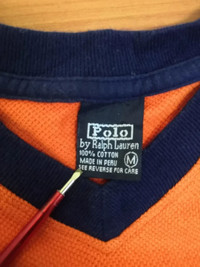 Polo
by Ralph Lauren
100% COTTON
MADE IN PERU
SEE REVERSE FOR CARE
M